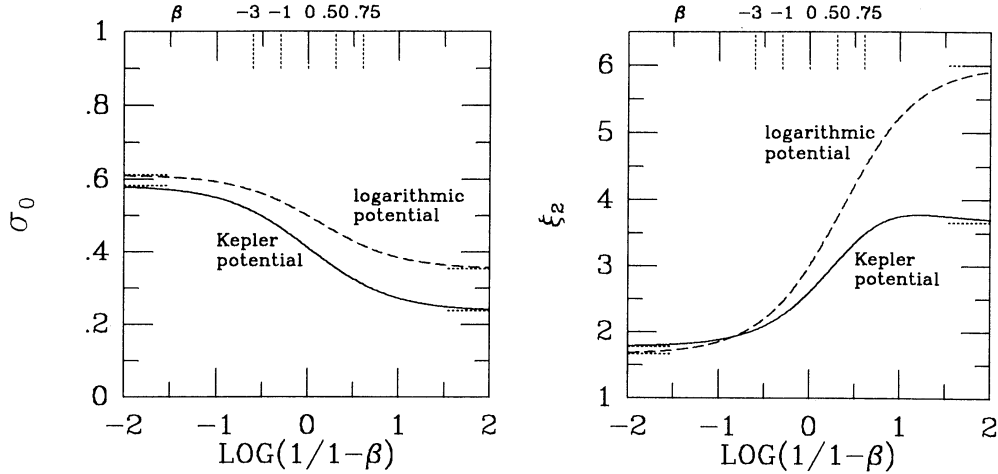 β -3 -1 0 .50 .75
1
.8
.6
.4
.2
0
σ0
logarithmic
potential
Kepler
potential
-2 -1 0 1 2
LOG(1/1-β)
β -3 -1 0 .50 .75
6
5
4
3
2
1
ξ2
logarithmic
potential
Kepler
potential
-2 -1 0 1 2
LOG(1/1-β)